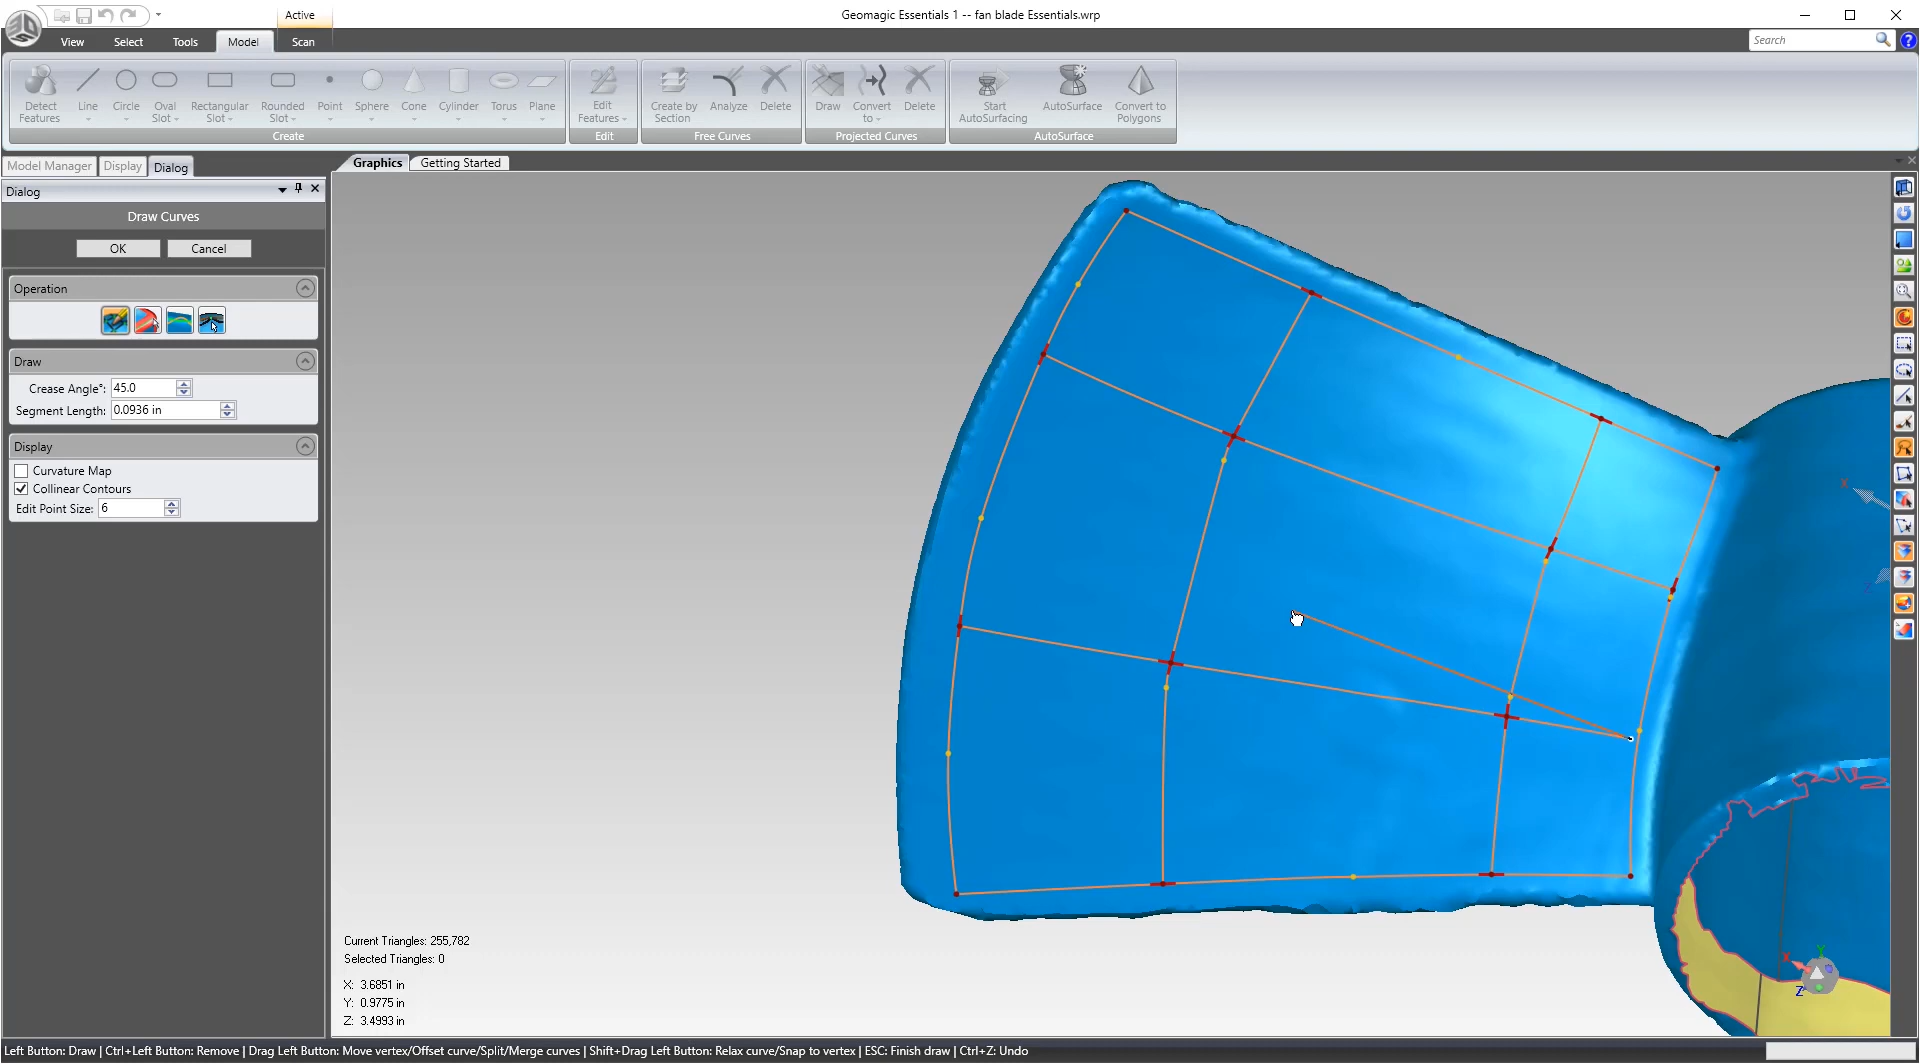 Active
Geomagic Essentials 1 -- fan blade Essentials.wrp
View Select Tools Model Scan
Search
Detect Features
Line
Circle
Oval Slot
Rectangular Slot
Rounded Slot
Point
Sphere
Cone
Cylinder
Torus
Plane
Edit Features
Create by Section
Analyze
Delete
Draw
Convert to
Delete
Start AutoSurfacing
AutoSurface
Convert to Polygons
Create Edit Free Curves Projected Curves AutoSurface
Model Manager Display Dialog
Graphics Getting Started
Dialog
Draw Curves
OK Cancel
Operation
Draw
Crease Angle°: 45.0
Segment Length: 0.0936 in
Display
Curvature Map
Collinear Contours
Edit Point Size: 6
X
Z
Current Triangles: 255,782
Selected Triangles: 0
X: 3.6851 in
Y: 0.9775 in
Z: 3.4993 in
Y
X
Z
Left Button: Draw | Ctrl+Left Button: Remove | Drag Left Button: Move vertex/Offset curve/Split/Merge curves | Shift+Drag Left Button: Relax curve/Snap to vertex | ESC: Finish draw | Ctrl+Z: Undo